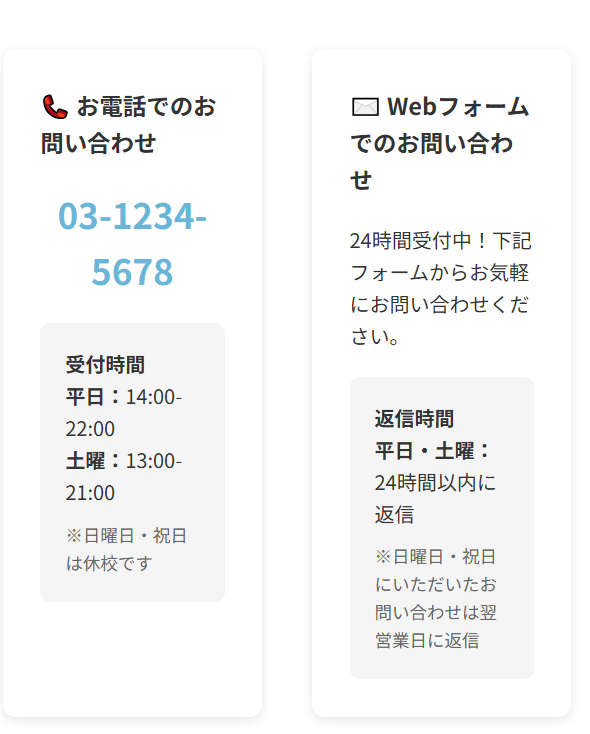 📞 お電話でのお
問い合わせ
03-1234-
5678
受付時間
平日：14:00-
22:00
土曜：13:00-
21:00
※日曜日・祝日
は休校です
✉️ Webフォーム
でのお問い合わ
せ
24時間受付中！下記
フォームからお気軽
にお問い合わせくだ
さい。
返信時間
平日・土曜：
24時間以内に
返信
※日曜日・祝日
にいただいたお
問い合わせは翌
営業日に返信